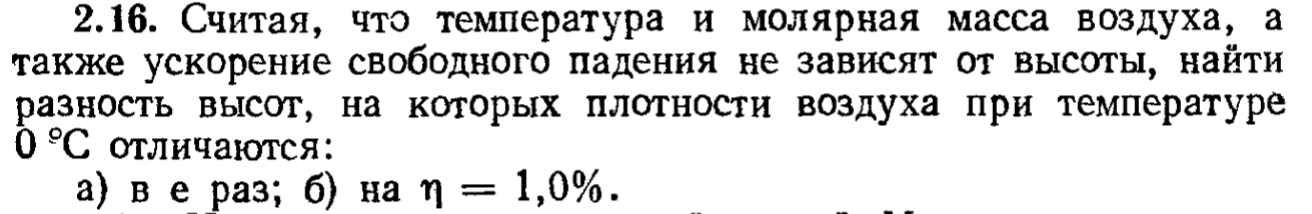 2.16. Считая, что температура и молярная масса воздуха, а
также ускорение свободного падения не зависят от высоты, найти
разность высот, на которых плотности воздуха при температуре
0 °С отличаются:
а) в е раз; б) на η = 1,0%.